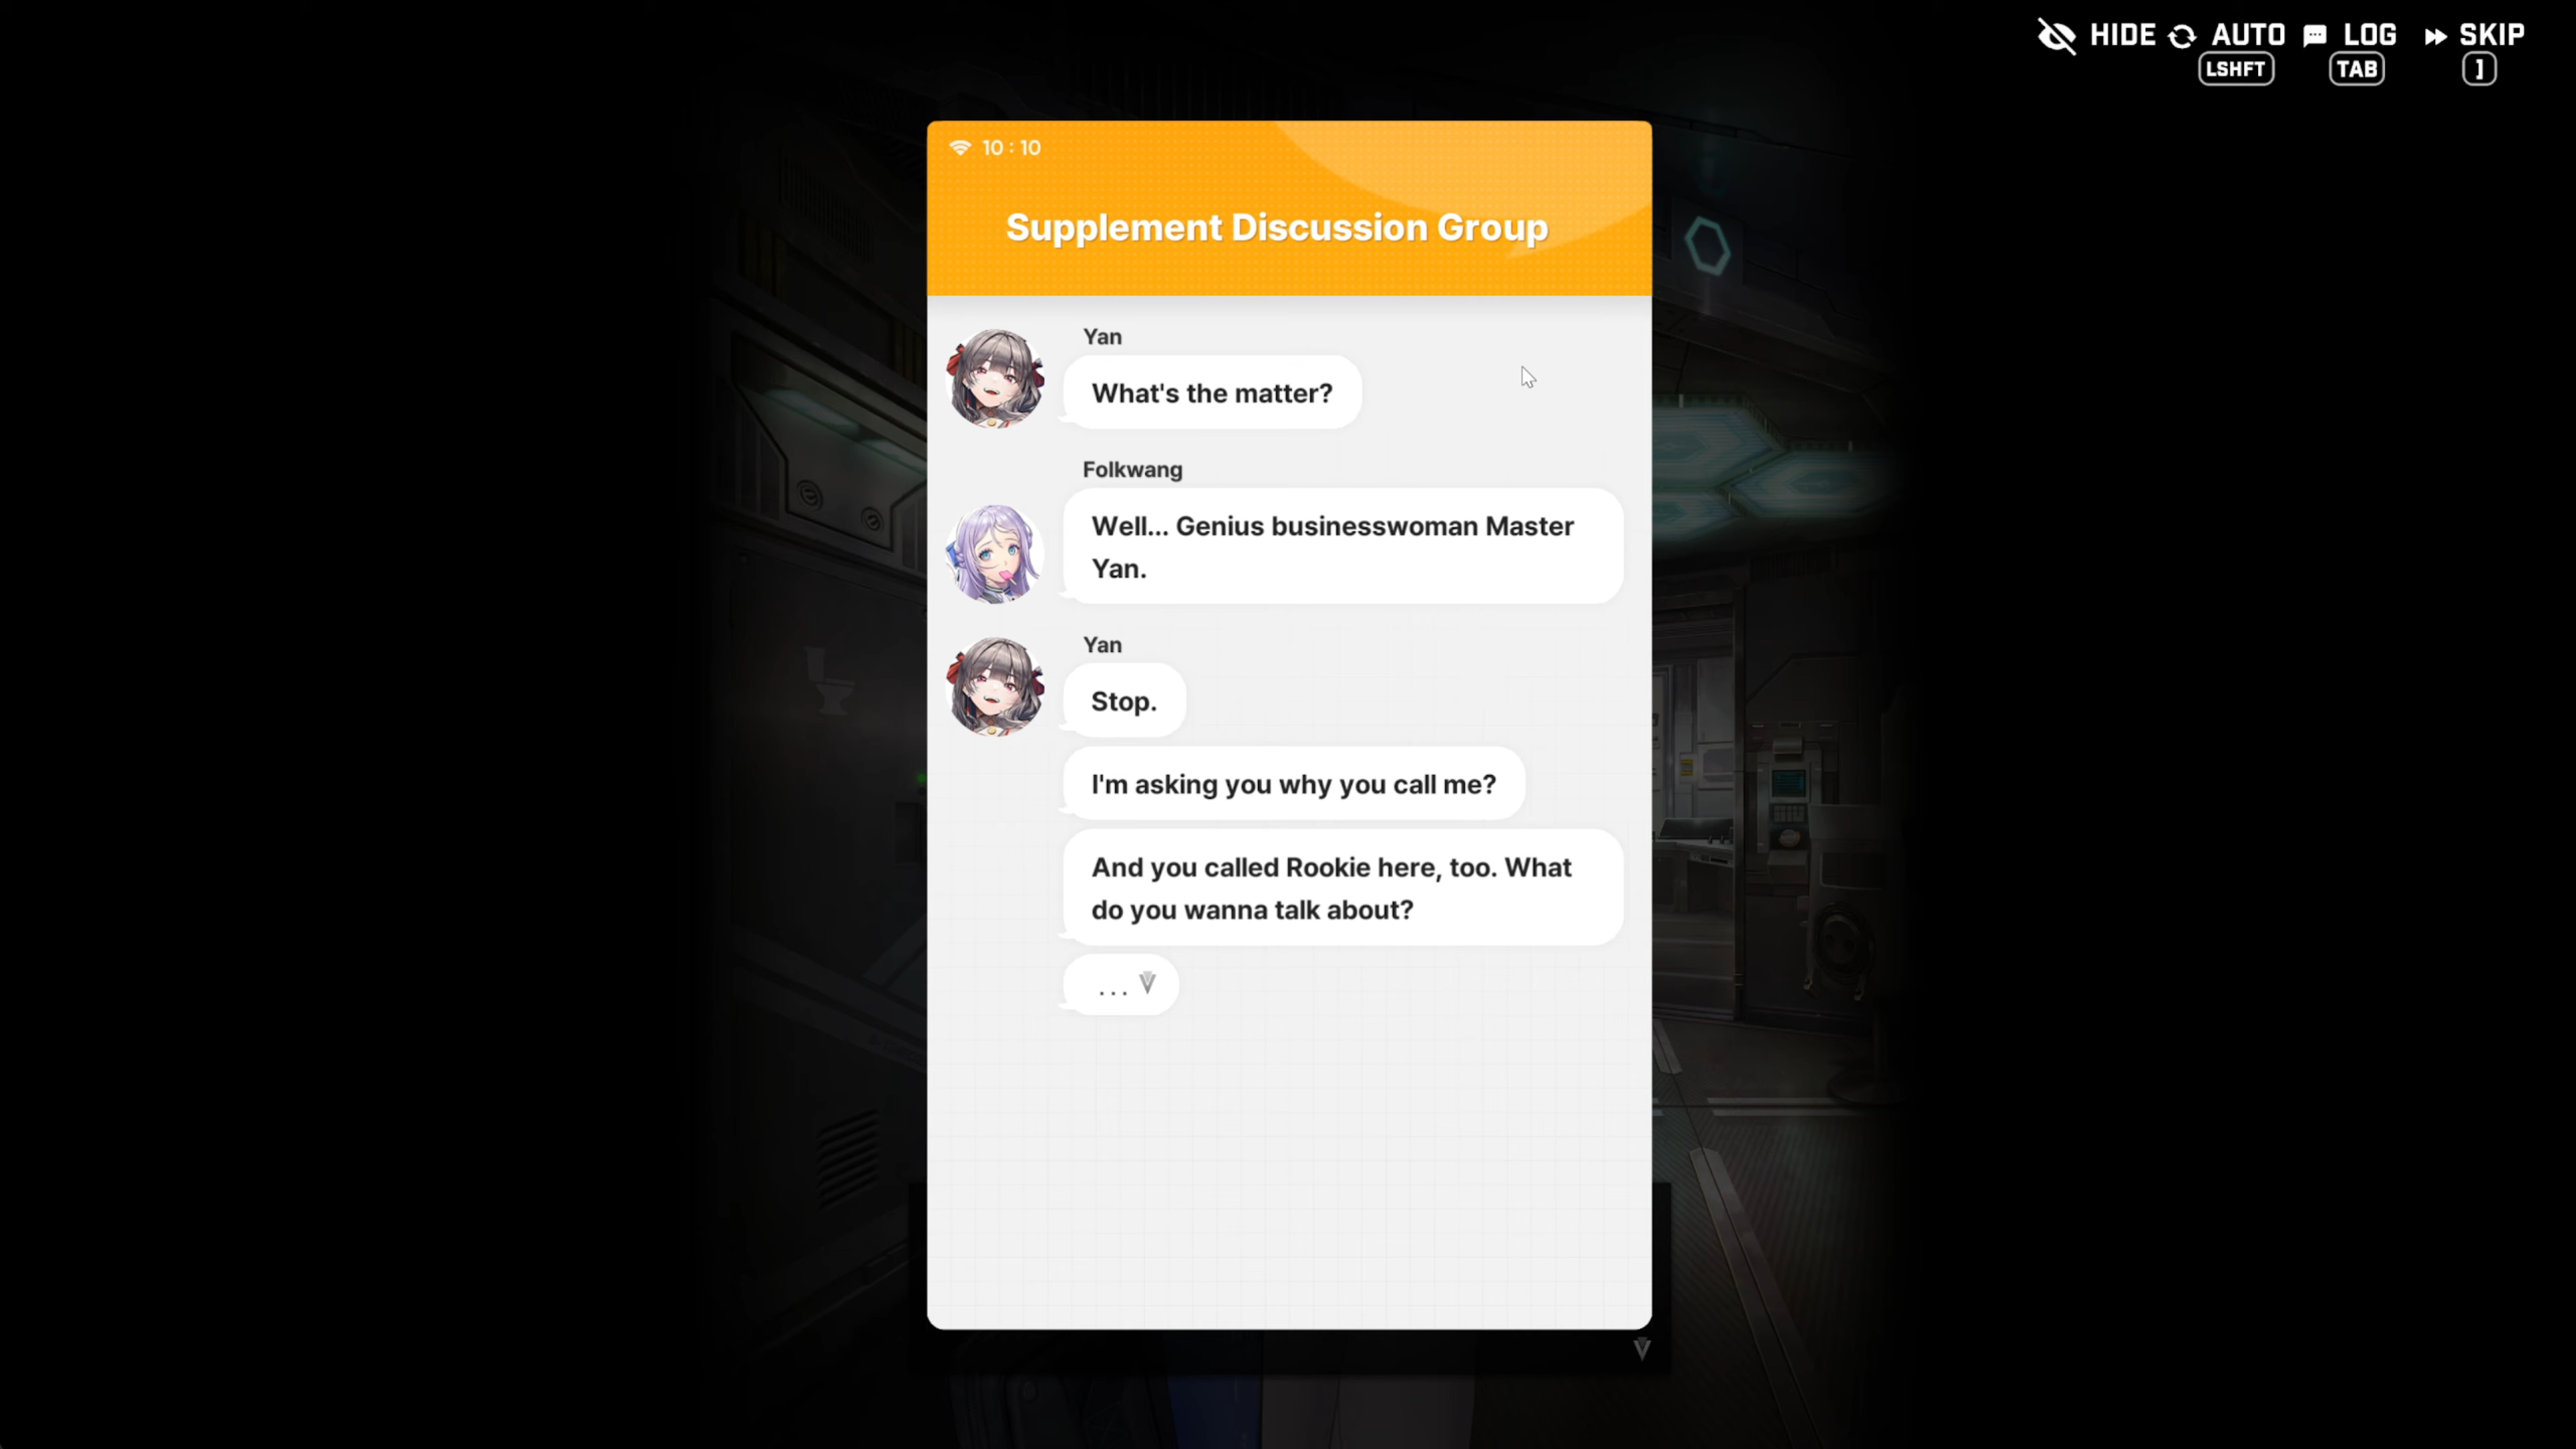 HIDE AUTO LOG SKIP
LSHFT TAB ]
10 : 10
Supplement Discussion Group
Yan
What's the matter?
Folkwang
Well... Genius businesswoman Master
Yan.
Yan
Stop.
I'm asking you why you call me?
And you called Rookie here, too. What
do you wanna talk about?
...